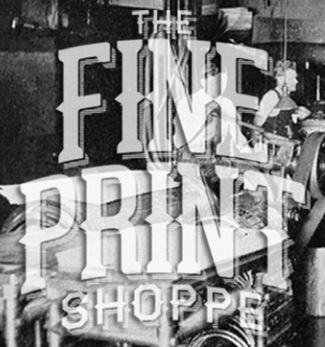 THE
FINE
PRINT
SHOPPE